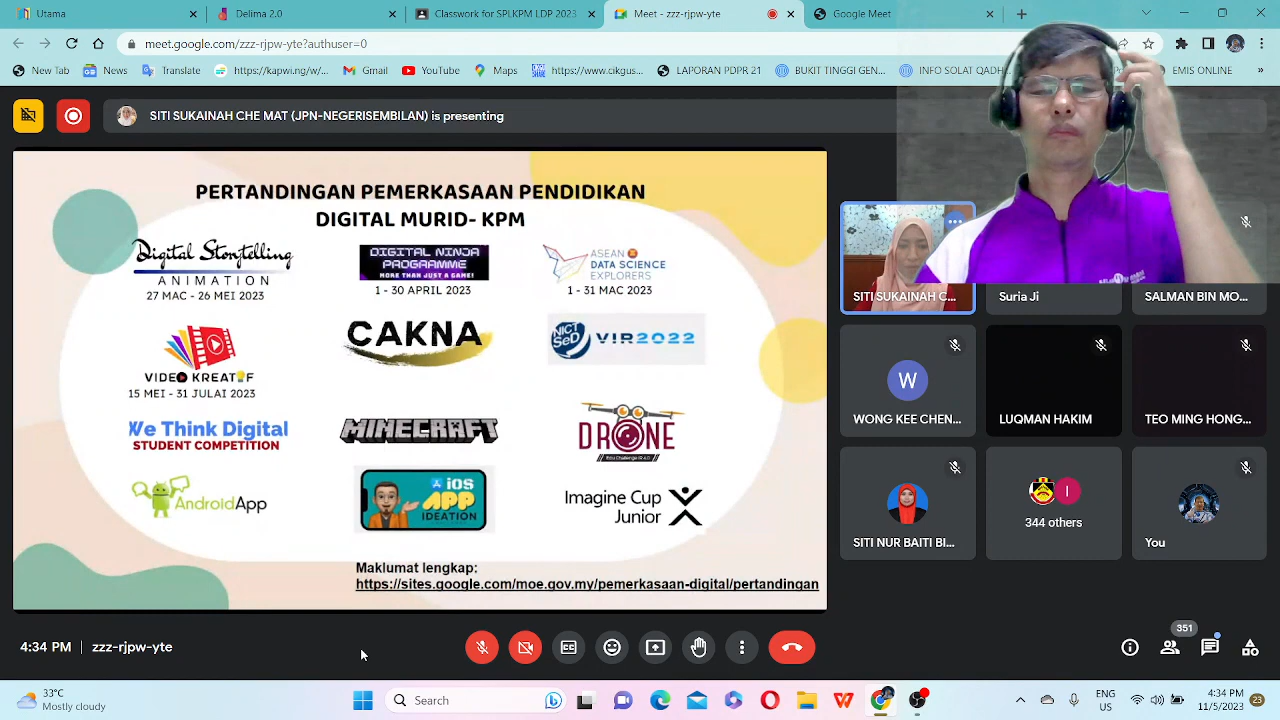 Utama
Delima 2.0
Classwork for SPLKPM LDP 2023
Meet - zzz-rjpw-yte
Google Meet
meet.google.com/zzz-rjpw-yte?authuser=0
New Tab
News
Translate
https://kapwing/w...
Gmail
YouTube
Maps
https://www.cikgus...
LAPORAN PDPR 21
BUKIT TINGGI GEN...
INFO SOLAT QADH...
EMIS ONLINE
SITI SUKAINAH CHE MAT (JPN-NEGERISEMBILAN) is presenting
PERTANDINGAN PEMERKASAAN PENDIDIKAN
DIGITAL MURID- KPM
Digital Storytelling
ANIMATION
27 MAC - 26 MEI 2023
DIGITAL NINJA
PROGRAMME
MORE THAN JUST A GAME!
1 - 30 APRIL 2023
ASEAN
DATA SCIENCE
EXPLORERS
1 - 31 MAC 2023
VIDEO KREATIF
15 MEI - 31 JULAI 2023
CAKNA
NICT
SeD
VIR2022
We Think Digital
STUDENT COMPETITION
MINECRAFT
DRONE
AndroidApp
iOS
APP
IDEATION
Imagine Cup
Junior
Maklumat lengkap:
https://sites.google.com/moe.gov.my/pemerkasaan-digital/pertandingan
SITI SUKAINAH C...
Suria Ji
SALMAN BIN MO...
W
WONG KEE CHEN...
LUQMAN HAKIM
TEO MING HONG...
SITI NUR BAITI BI...
I
344 others
You
4:34 PM
zzz-rjpw-yte
351
33°C
Mostly cloudy
Search
ENG
US
4:34 PM
11/5/2023
23